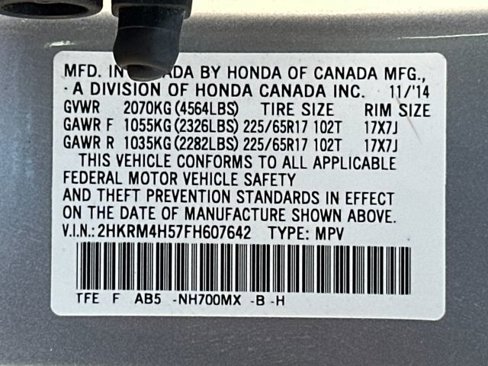 MFD. IN CANADA BY HONDA OF CANADA MFG.,
- A DIVISION OF HONDA CANADA INC. 11/'14
GVWR 2070KG (4564LBS) TIRE SIZE RIM SIZE
GAWR F 1055KG (2326LBS) 225/65R17 102T 17X7J
GAWR R 1035KG (2282LBS) 225/65R17 102T 17X7J
THIS VEHICLE CONFORMS TO ALL APPLICABLE
FEDERAL MOTOR VEHICLE SAFETY
AND THEFT PREVENTION STANDARDS IN EFFECT
ON THE DATE OF MANUFACTURE SHOWN ABOVE.
V.I.N.: 2HKRM4H57FH607642 TYPE: MPV
TFE F AB5 -NH700MX -B -H